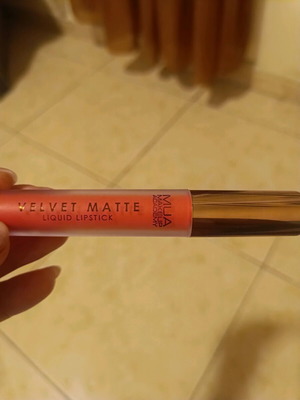 VELVET MATTE
LIQUID LIPSTICK
MUA
MAKEUP
ACADEMY